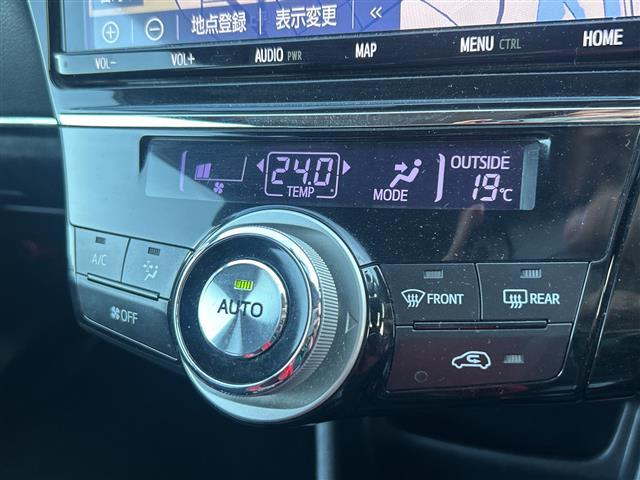 地点登録 表示変更 «
VOL- VOL+ AUDIO PWR MAP MENU CTRL HOME
24.0
TEMP
MODE
OUTSIDE
19℃
A/C
OFF
AUTO
FRONT
REAR